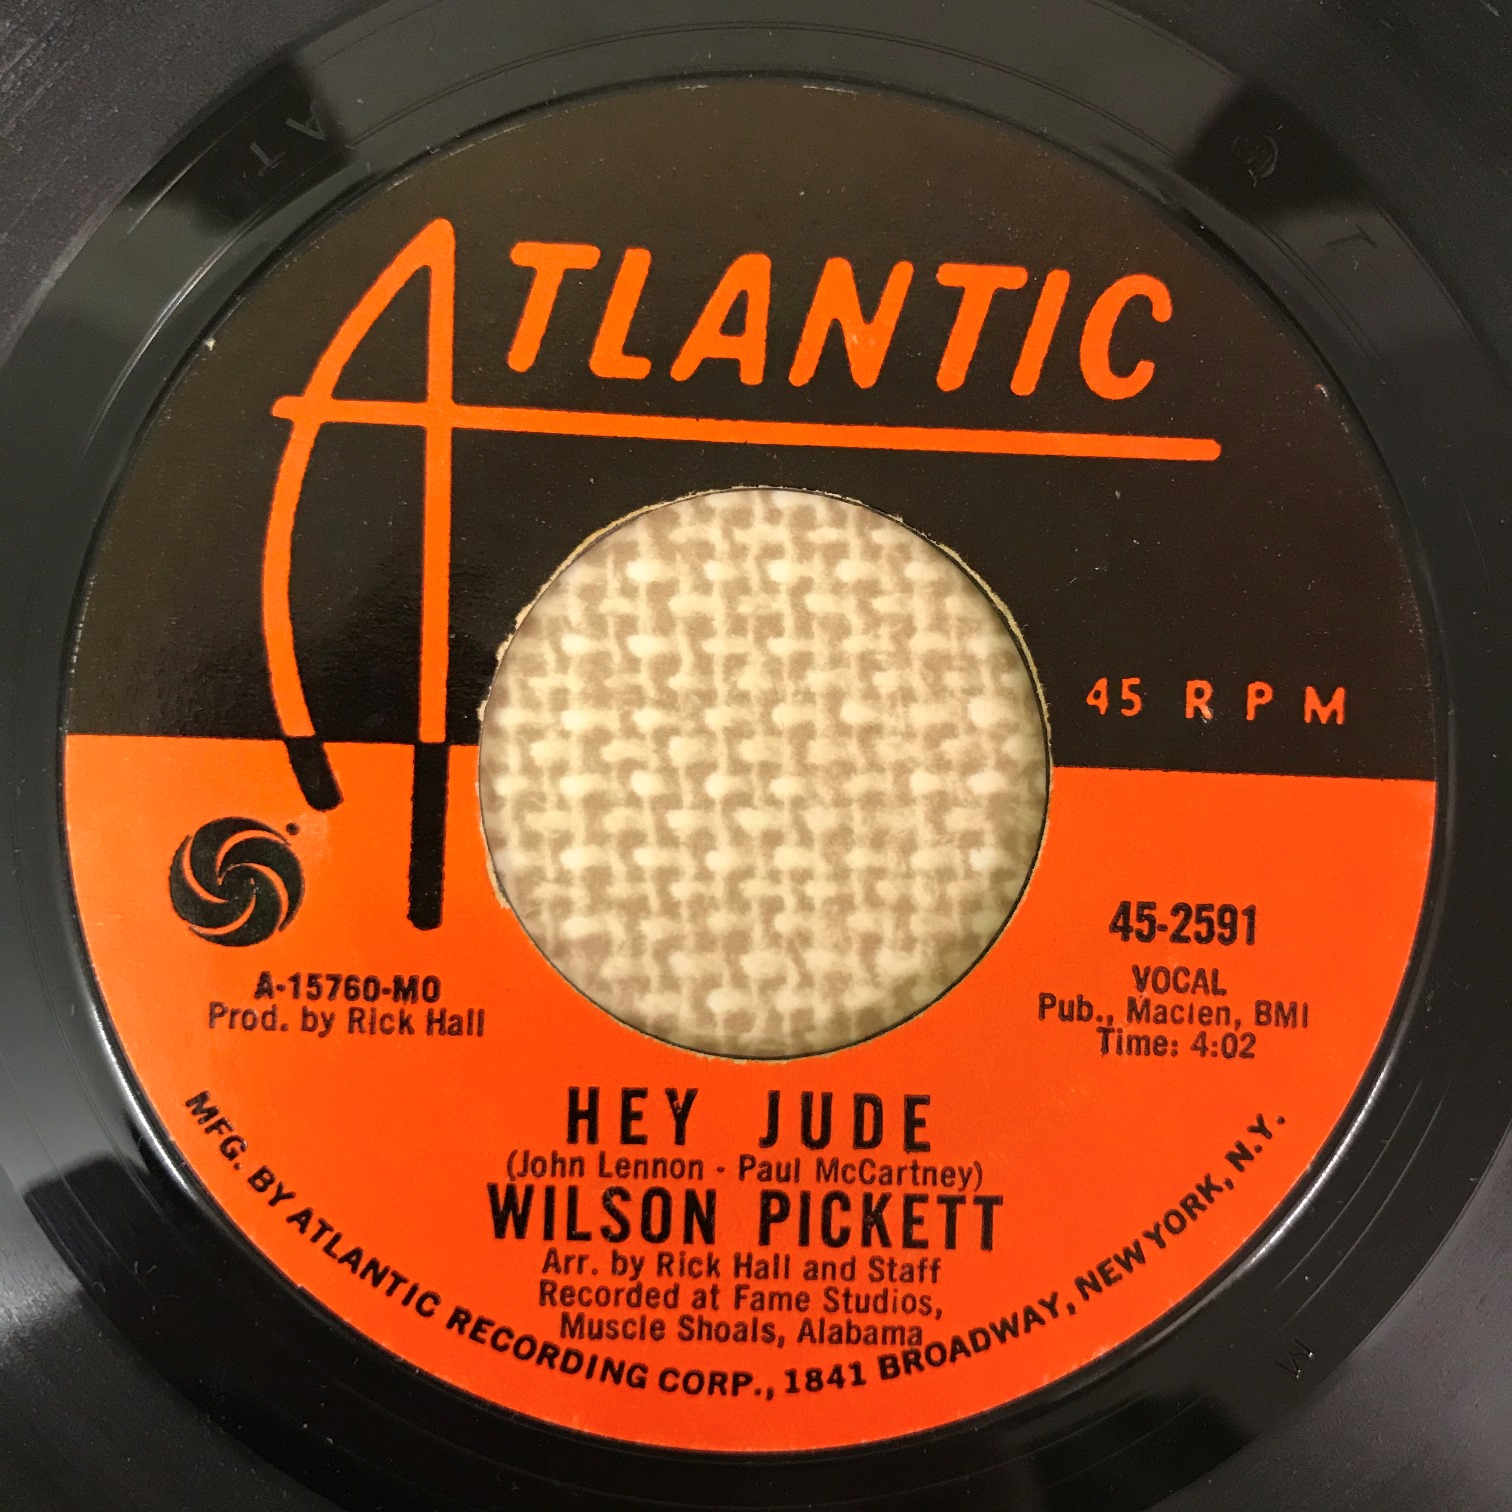 ATLANTIC
45 RPM
45-2591
A-15760-MO
Prod. by Rick Hall
VOCAL
Pub., Maclen, BMI
Time: 4:02
HEY JUDE
(John Lennon - Paul McCartney)
WILSON PICKETT
Arr. by Rick Hall and Staff
Recorded at Fame Studios,
Muscle Shoals, Alabama
MFG. BY ATLANTIC RECORDING CORP., 1841 BROADWAY, NEW YORK, N.Y.